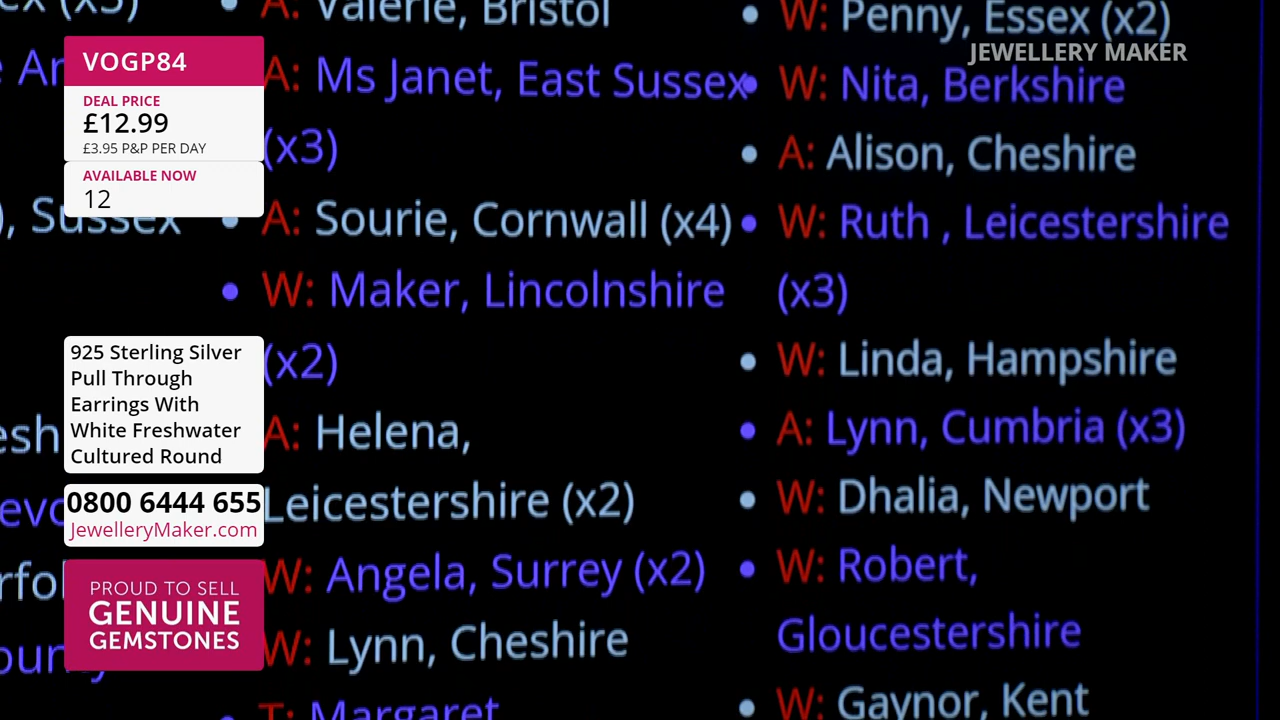 (x3)
VOGP84
DEAL PRICE
£12.99
£3.95 P&P PER DAY
AVAILABLE NOW
12
Sussex
925 Sterling Silver
Pull Through
Earrings With
White Freshwater
Cultured Round
0800 6444 655
JewelleryMaker.com
PROUD TO SELL
GENUINE
GEMSTONES
A: Valerie, Bristol
A: Ms Janet, East Sussex
(x3)
A: Sourie, Cornwall (x4)
W: Maker, Lincolnshire
(x2)
A: Helena,
Leicestershire (x2)
W: Angela, Surrey (x2)
W: Lynn, Cheshire
T: Margaret
JEWELLERY MAKER
W: Penny, Essex (x2)
W: Nita, Berkshire
A: Alison, Cheshire
W: Ruth , Leicestershire
(x3)
W: Linda, Hampshire
A: Lynn, Cumbria (x3)
W: Dhalia, Newport
W: Robert,
Gloucestershire
W: Gaynor, Kent